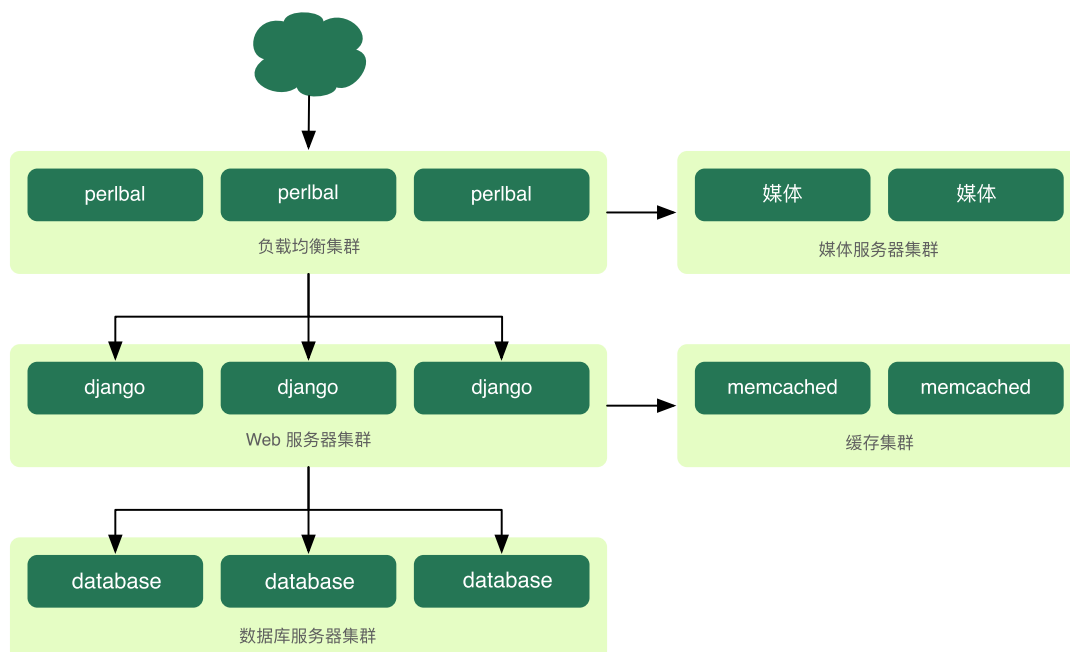 perlbal
perlbal
perlbal
负载均衡集群
媒体
媒体
媒体服务器集群
django
django
django
Web 服务器集群
memcached
memcached
缓存集群
database
database
database
数据库服务器集群